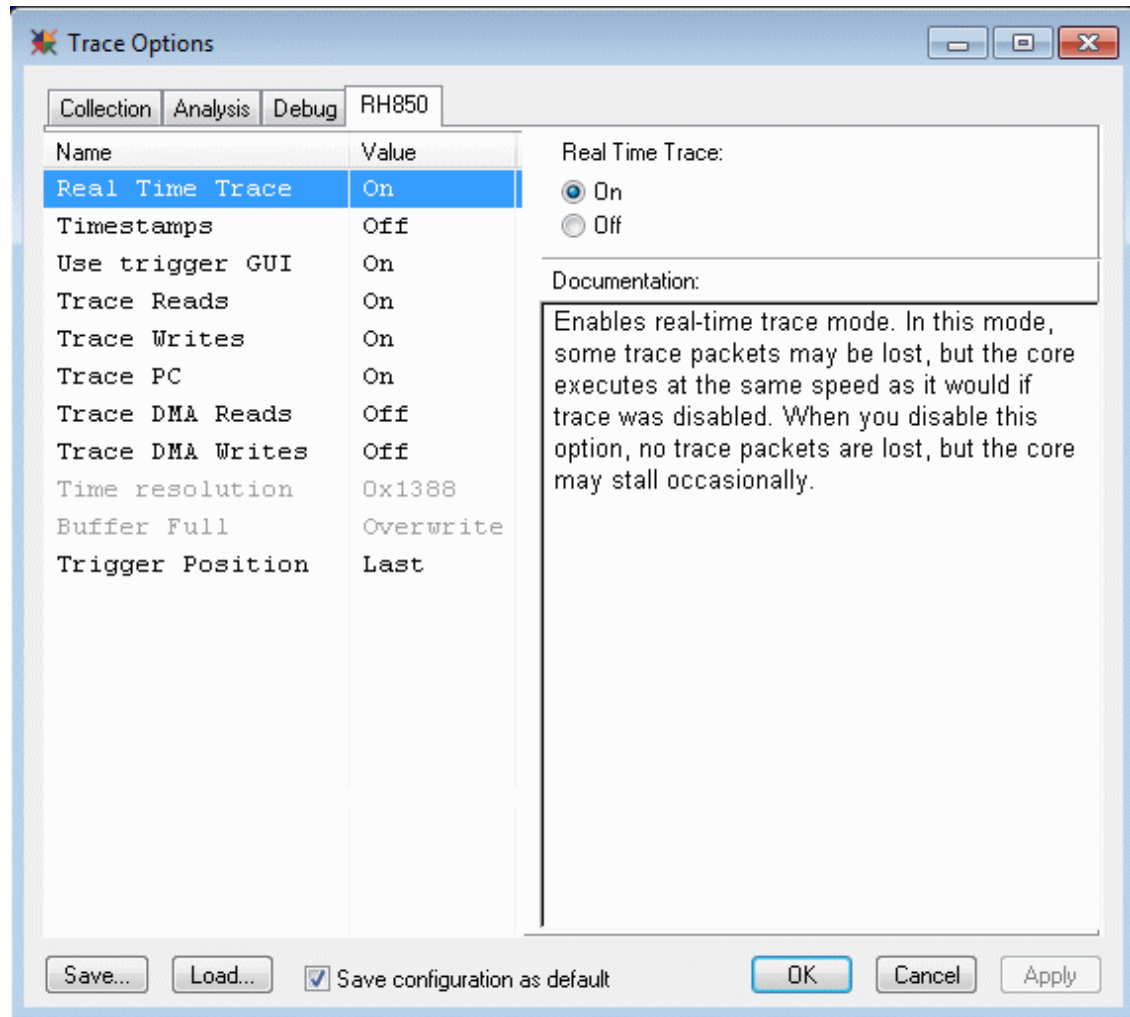 Trace Options
Collection Analysis Debug RH850
Name Value
Real Time Trace On
Timestamps Off
Use trigger GUI On
Trace Reads On
Trace Writes On
Trace PC On
Trace DMA Reads Off
Trace DMA Writes Off
Time resolution 0x1388
Buffer Full Overwrite
Trigger Position Last
Real Time Trace:
On
Off
Documentation:
Enables real-time trace mode. In this mode,
some trace packets may be lost, but the core
executes at the same speed as it would if
trace was disabled. When you disable this
option, no trace packets are lost, but the core
may stall occasionally.
Save... Load... Save configuration as default OK Cancel Apply